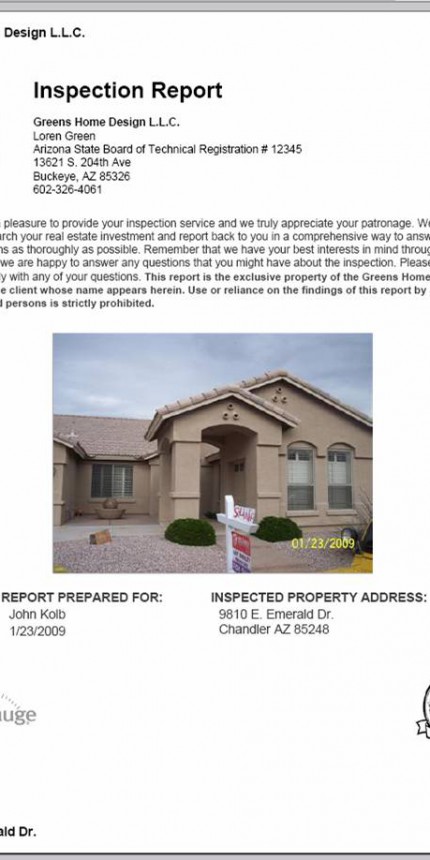 Design L.L.C.
Inspection Report
Greens Home Design L.L.C.
Loren Green
Arizona State Board of Technical Registration # 12345
13621 S. 204th Ave
Buckeye, AZ 85326
602-326-4061
pleasure to provide your inspection service and we truly appreciate your patronage. We
arch your real estate investment and report back to you in a comprehensive way to answ
ns as thoroughly as possible. Remember that we have your best interests in mind throug
we are happy to answer any questions that you might have about the inspection. Please
ly with any of your questions. This report is the exclusive property of the Greens Home
e client whose name appears herein. Use or reliance on the findings of this report by
d persons is strictly prohibited.
01/23/2009
REPORT PREPARED FOR:
John Kolb
1/23/2009
INSPECTED PROPERTY ADDRESS:
9810 E. Emerald Dr.
Chandler AZ 85248
uge
ald Dr.